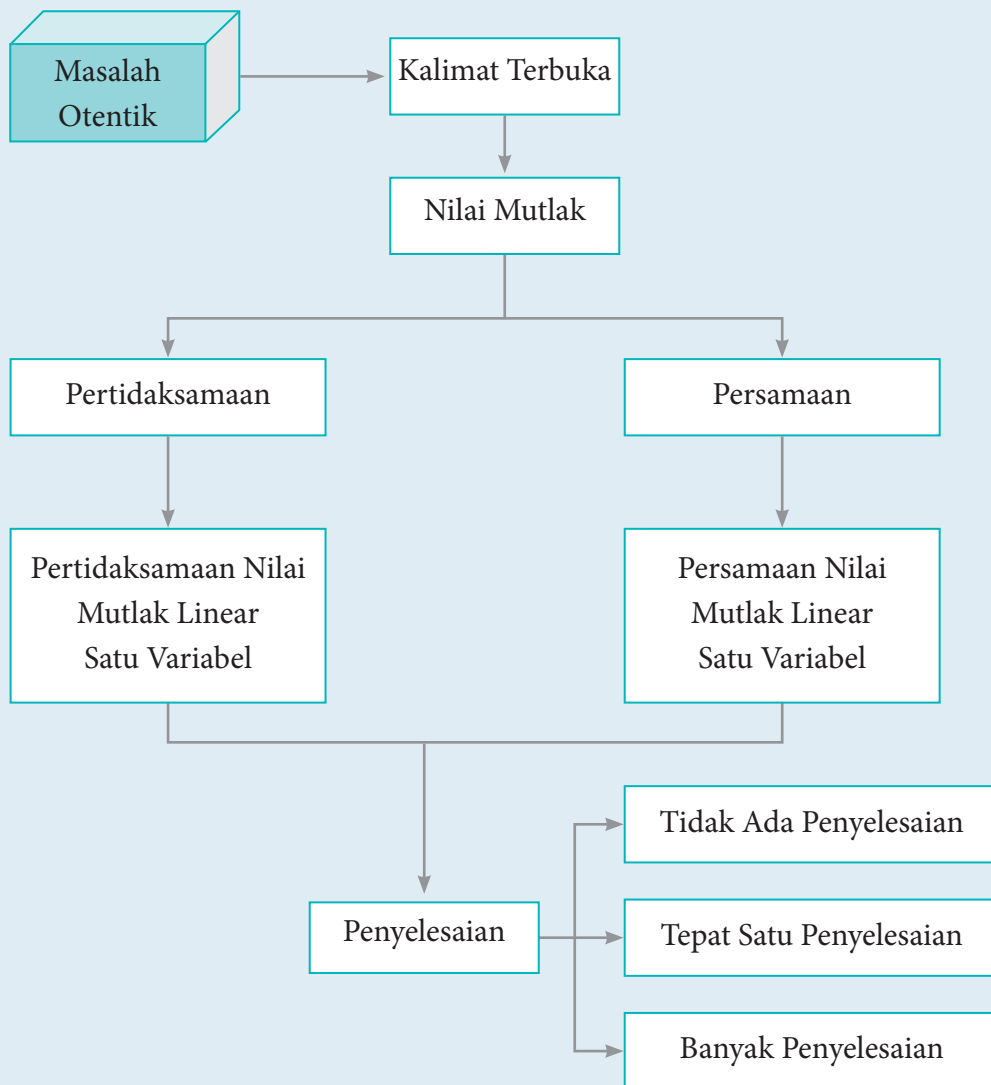 Masalah
Otentik
Kalimat Terbuka
Nilai Mutlak
Pertidaksamaan
Persamaan
Pertidaksamaan Nilai
Mutlak Linear
Satu Variabel
Persamaan Nilai
Mutlak Linear
Satu Variabel
Penyelesaian
Tidak Ada Penyelesaian
Tepat Satu Penyelesaian
Banyak Penyelesaian